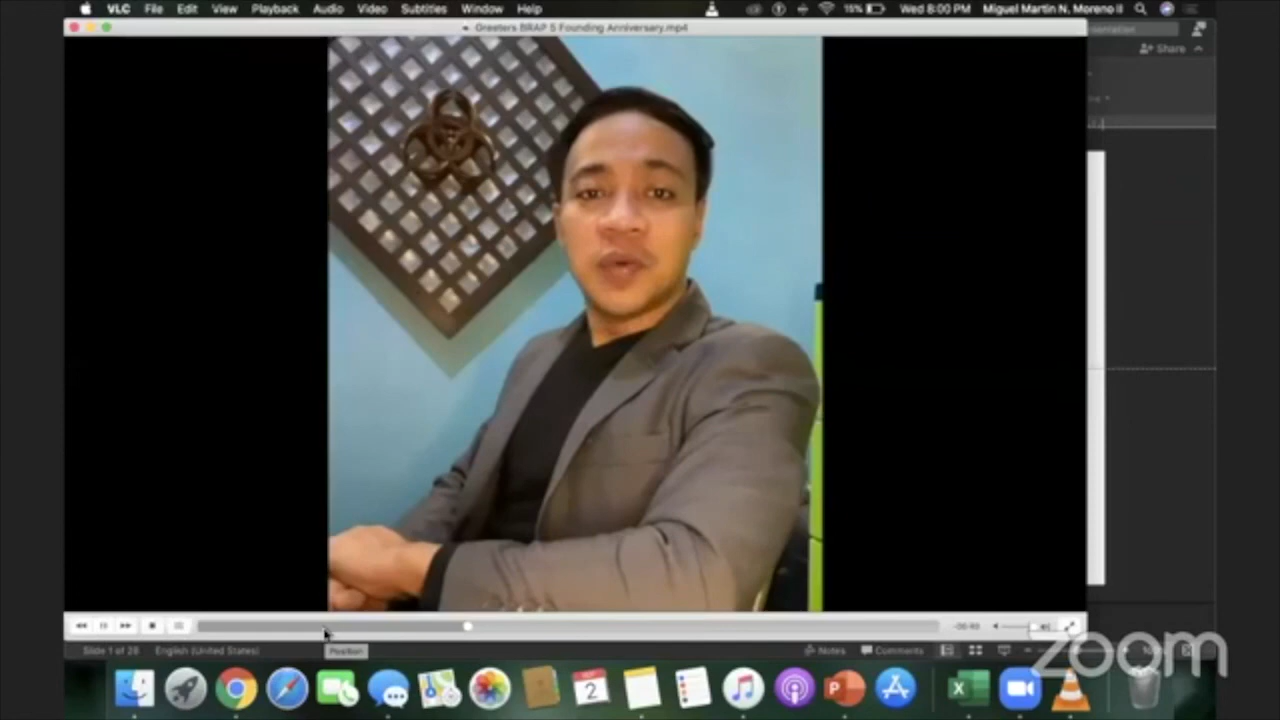 VLC File Edit View Playback Audio Video Subtitles Window Help 15% Wed 8:00 PM Miguel Martin N. Moreno II
Greeters BRAP 5 Founding Anniversary.mp4
Share
Slide 1 of 28 English (United States) Position Notes Comments
zoom
2
P
X